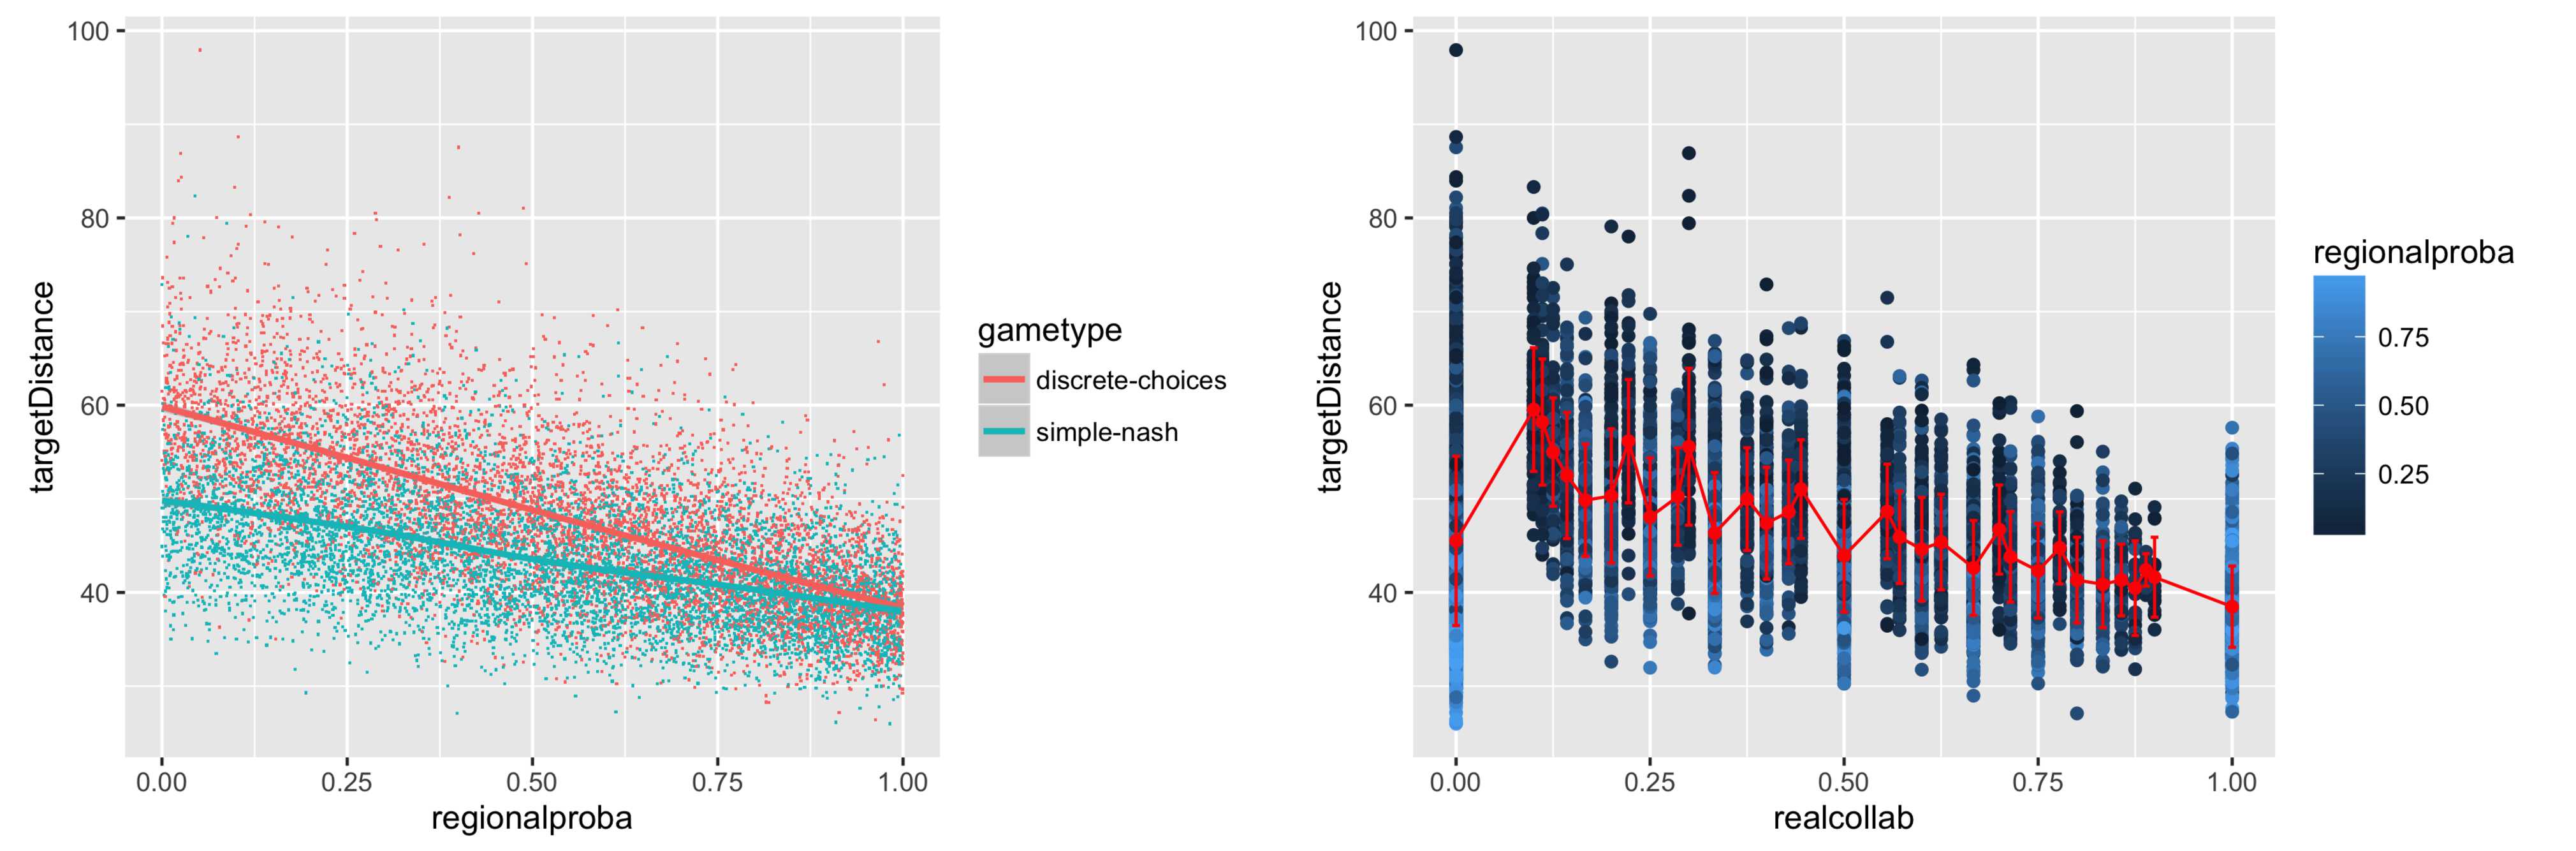 100
80
60
40
targetDistance
0.00 0.25 0.50 0.75 1.00
regionalproba
gametype
discrete-choices
simple-nash
100
80
60
40
targetDistance
0.00 0.25 0.50 0.75 1.00
realcollab
regionalproba
0.75
0.50
0.25